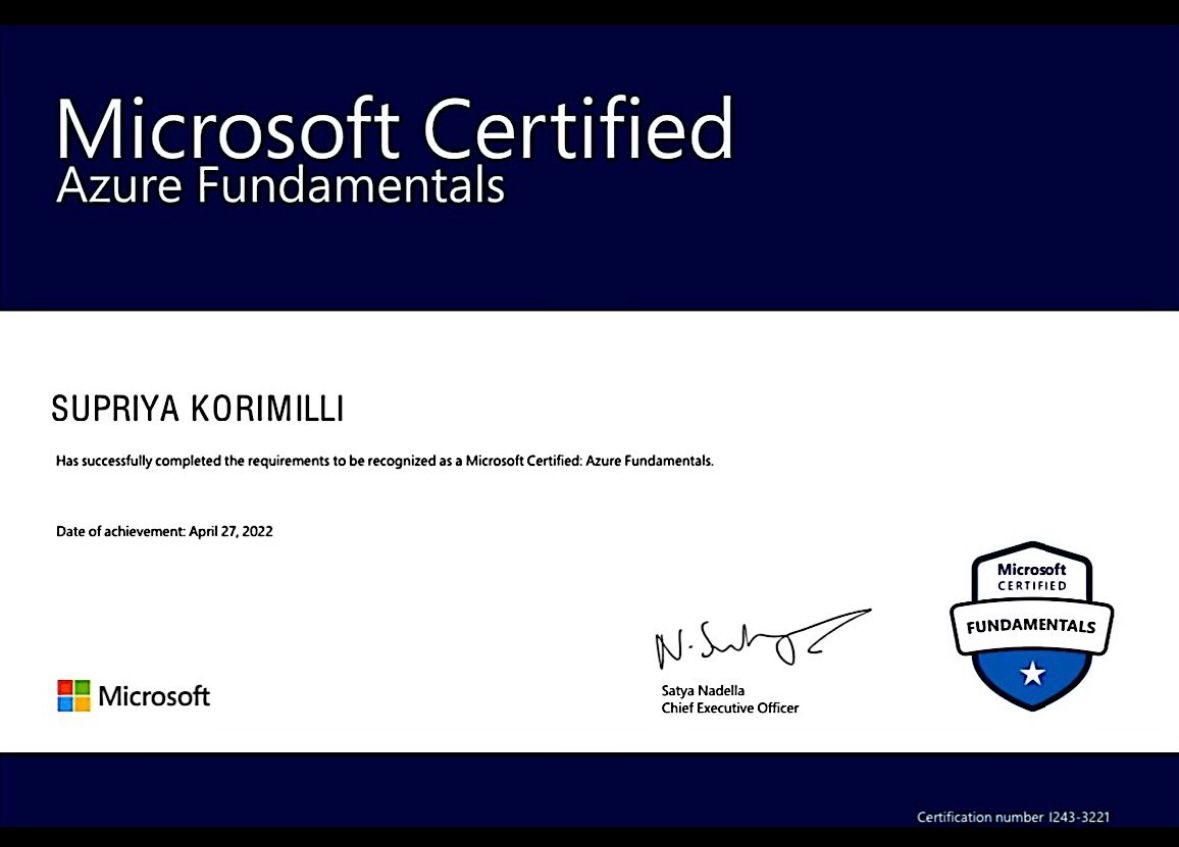 Microsoft Certified
Azure Fundamentals
SUPRIYA KORIMILLI
Has successfully completed the requirements to be recognized as a Microsoft Certified: Azure Fundamentals.
Date of achievement: April 27, 2022
Microsoft
CERTIFIED
FUNDAMENTALS
N. Satya
Satya Nadella
Chief Executive Officer
Microsoft
Certification number I243-3221